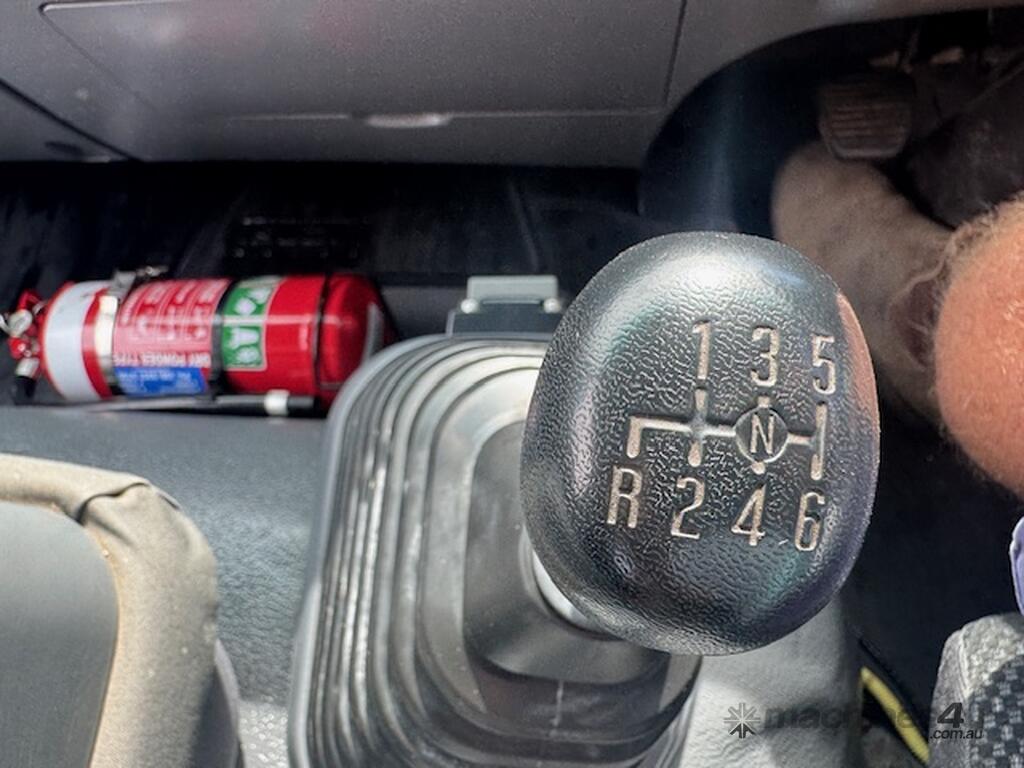 1 3 5
N
R 2 4 6
DRY POWDER TYPE
machines4u
.com.au